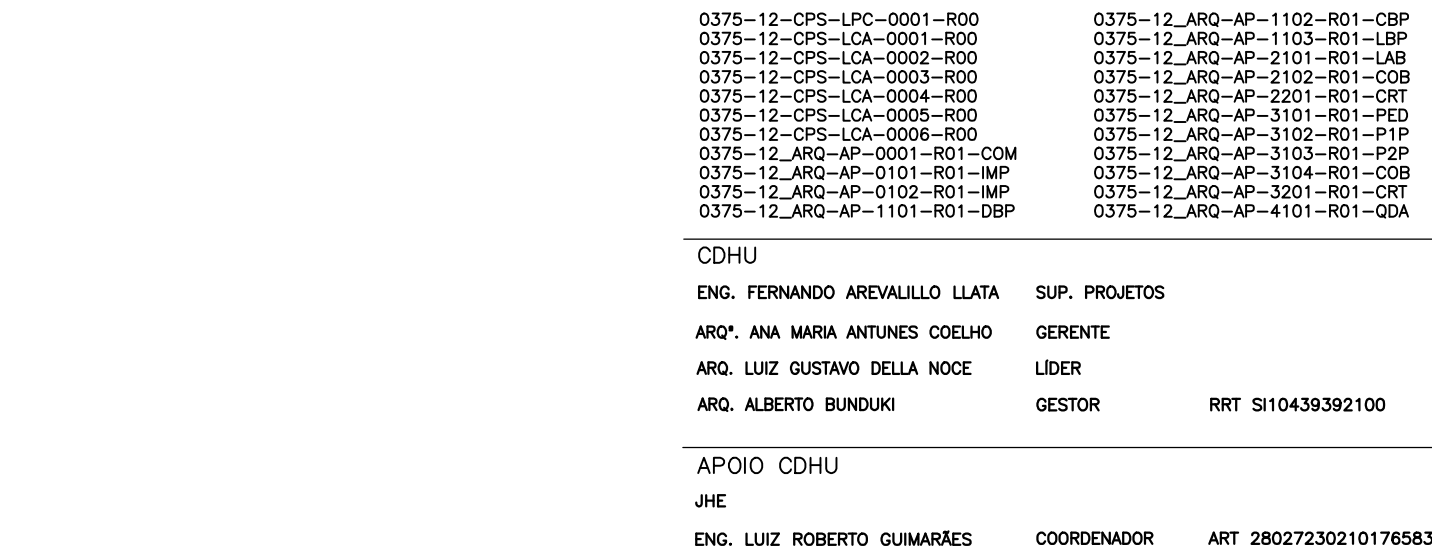 0375-12-CPS-LPC-0001-R00 0375-12_ARQ-AP-1102-R01-CBP
0375-12-CPS-LCA-0001-R00 0375-12_ARQ-AP-1103-R01-LBP
0375-12-CPS-LCA-0002-R00 0375-12_ARQ-AP-2101-R01-LAB
0375-12-CPS-LCA-0003-R00 0375-12_ARQ-AP-2102-R01-COB
0375-12-CPS-LCA-0004-R00 0375-12_ARQ-AP-2201-R01-CRT
0375-12-CPS-LCA-0005-R00 0375-12_ARQ-AP-3101-R01-PED
0375-12-CPS-LCA-0006-R00 0375-12_ARQ-AP-3102-R01-P1P
0375-12_ARQ-AP-0001-R01-COM 0375-12_ARQ-AP-3103-R01-P2P
0375-12_ARQ-AP-0101-R01-IMP 0375-12_ARQ-AP-3104-R01-COB
0375-12_ARQ-AP-0102-R01-IMP 0375-12_ARQ-AP-3201-R01-CRT
0375-12_ARQ-AP-1101-R01-DBP 0375-12_ARQ-AP-4101-R01-QDA
CDHU
ENG. FERNANDO AREVALILLO LLATA SUP. PROJETOS
ARQª. ANA MARIA ANTUNES COELHO GERENTE
ARQ. LUIZ GUSTAVO DELLA NOCE LÍDER
ARQ. ALBERTO BUNDUKI GESTOR RRT SI10439392100
APOIO CDHU
JHE
ENG. LUIZ ROBERTO GUIMARÃES COORDENADOR ART 28027230210176583